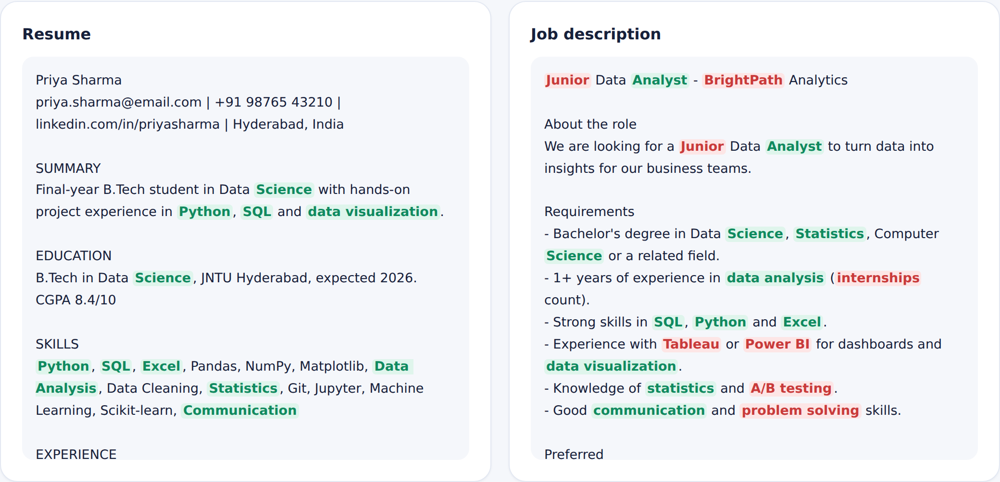 Resume
Priya Sharma
priya.sharma@email.com | +91 98765 43210 |
linkedin.com/in/priyasharma | Hyderabad, India
SUMMARY
Final-year B.Tech student in Data Science with hands-on
project experience in Python, SQL and data visualization.
EDUCATION
B.Tech in Data Science, JNTU Hyderabad, expected 2026.
CGPA 8.4/10
SKILLS
Python, SQL, Excel, Pandas, NumPy, Matplotlib, Data
Analysis, Data Cleaning, Statistics, Git, Jupyter, Machine
Learning, Scikit-learn, Communication
EXPERIENCE
Job description
Junior Data Analyst - BrightPath Analytics
About the role
We are looking for a Junior Data Analyst to turn data into
insights for our business teams.
Requirements
- Bachelor's degree in Data Science, Statistics, Computer
Science or a related field.
- 1+ years of experience in data analysis (internships
count).
- Strong skills in SQL, Python and Excel.
- Experience with Tableau or Power BI for dashboards and
data visualization.
- Knowledge of statistics and A/B testing.
- Good communication and problem solving skills.
Preferred